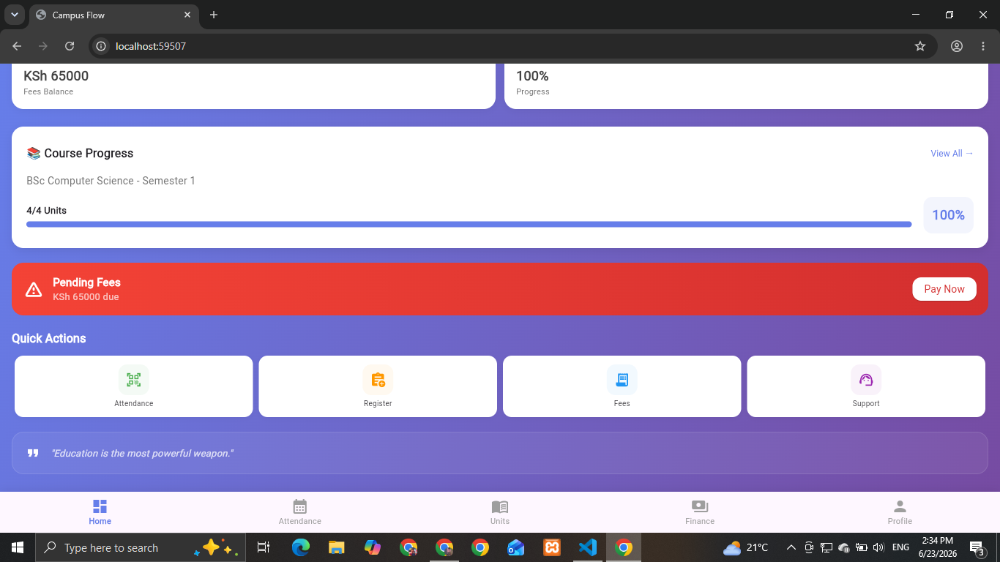 Campus Flow
localhost:59507
KSh 65000
Fees Balance
100%
Progress
📚 Course Progress
View All →
BSc Computer Science - Semester 1
4/4 Units
100%
Pending Fees
KSh 65000 due
Pay Now
Quick Actions
Attendance
Register
Fees
Support
"Education is the most powerful weapon."
Home
Attendance
Units
Finance
Profile
Type here to search
21°C
ENG
2:34 PM
6/23/2026
3